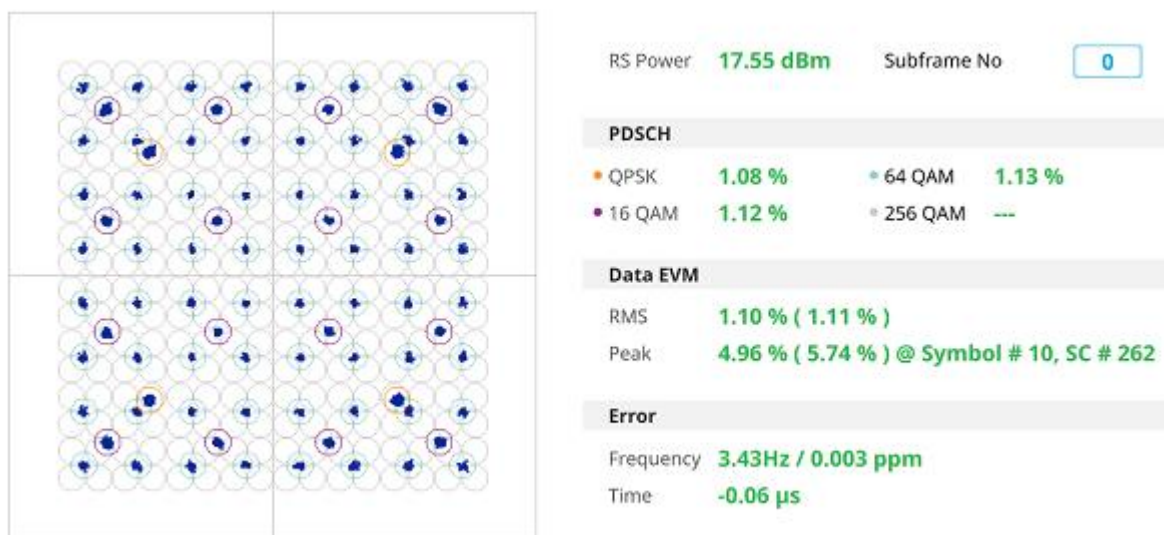 RS Power 17.55 dBm Subframe No 0
PDSCH
QPSK 1.08 % 64 QAM 1.13 %
16 QAM 1.12 % 256 QAM ---
Data EVM
RMS 1.10 % ( 1.11 % )
Peak 4.96 % ( 5.74 % ) @ Symbol # 10, SC # 262
Error
Frequency 3.43Hz / 0.003 ppm
Time -0.06 µs